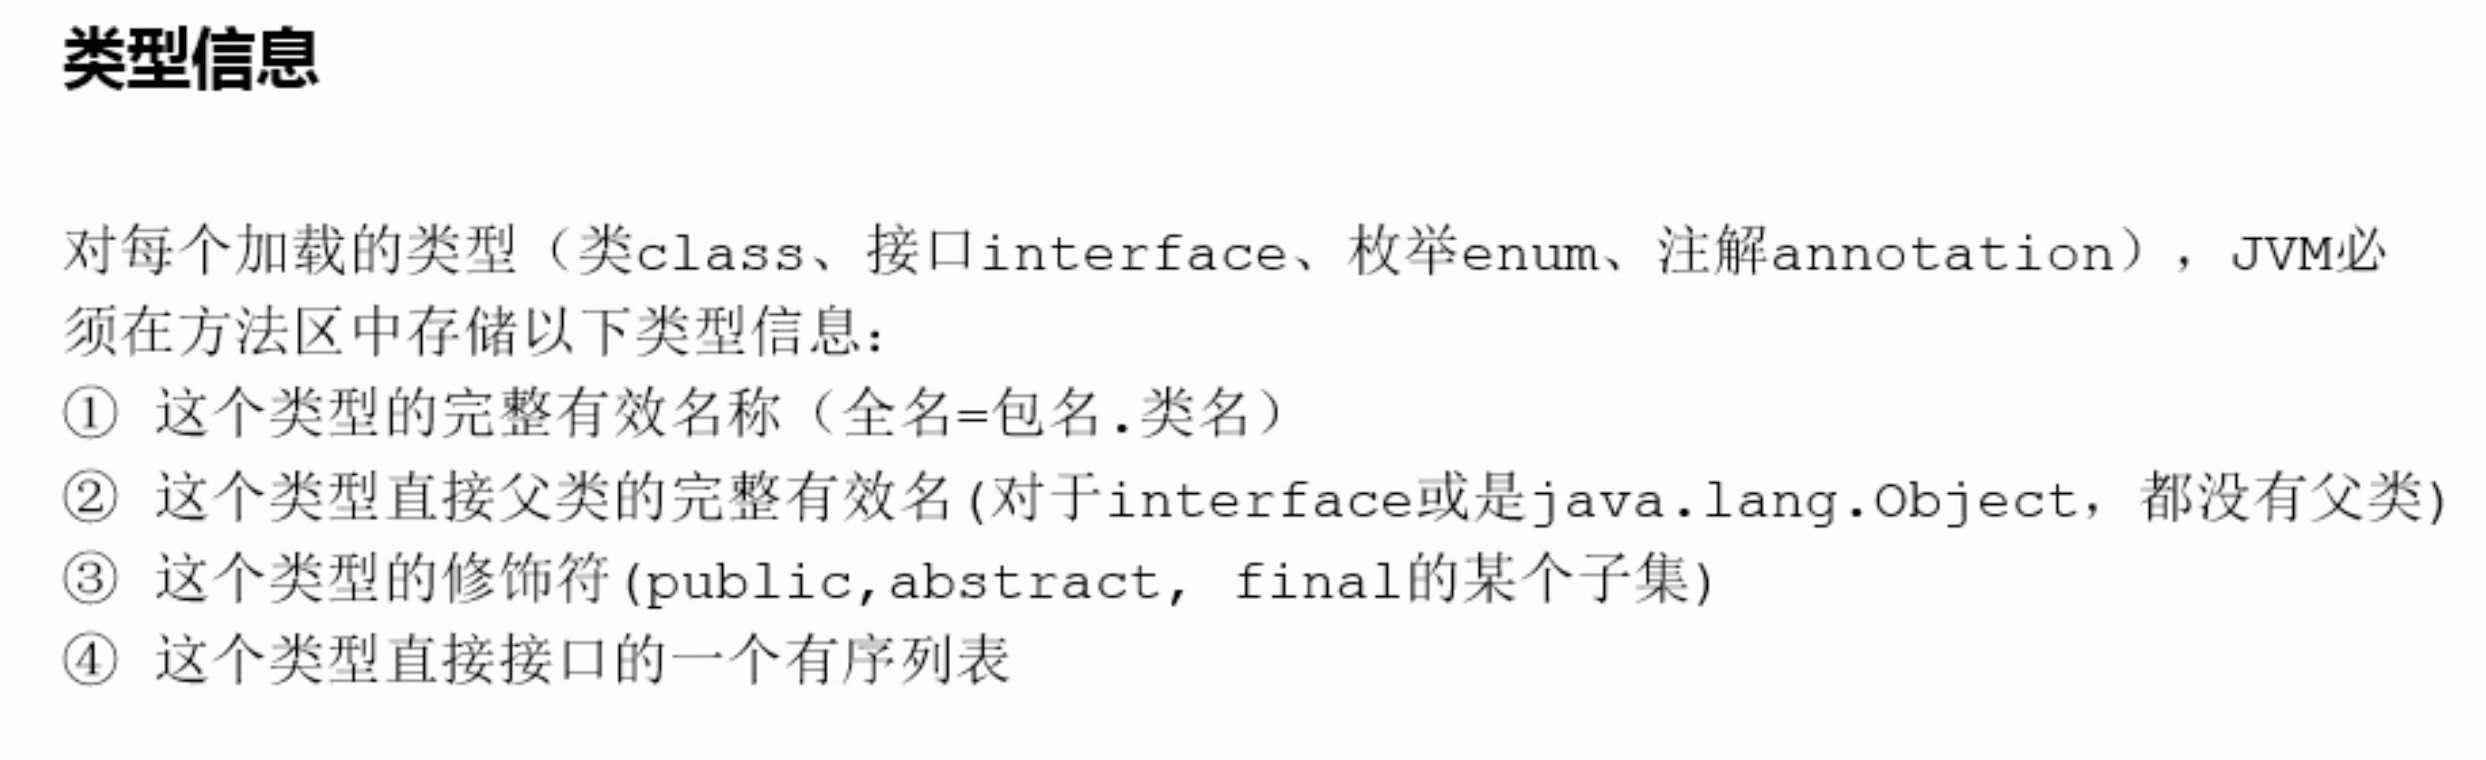 类型信息
对每个加载的类型（类class、接口interface、枚举enum、注解annotation），JVM必
须在方法区中存储以下类型信息：
① 这个类型的完整有效名称（全名=包名.类名）
② 这个类型直接父类的完整有效名(对于interface或是java.lang.Object，都没有父类)
③ 这个类型的修饰符(public,abstract, final的某个子集)
④ 这个类型直接接口的一个有序列表